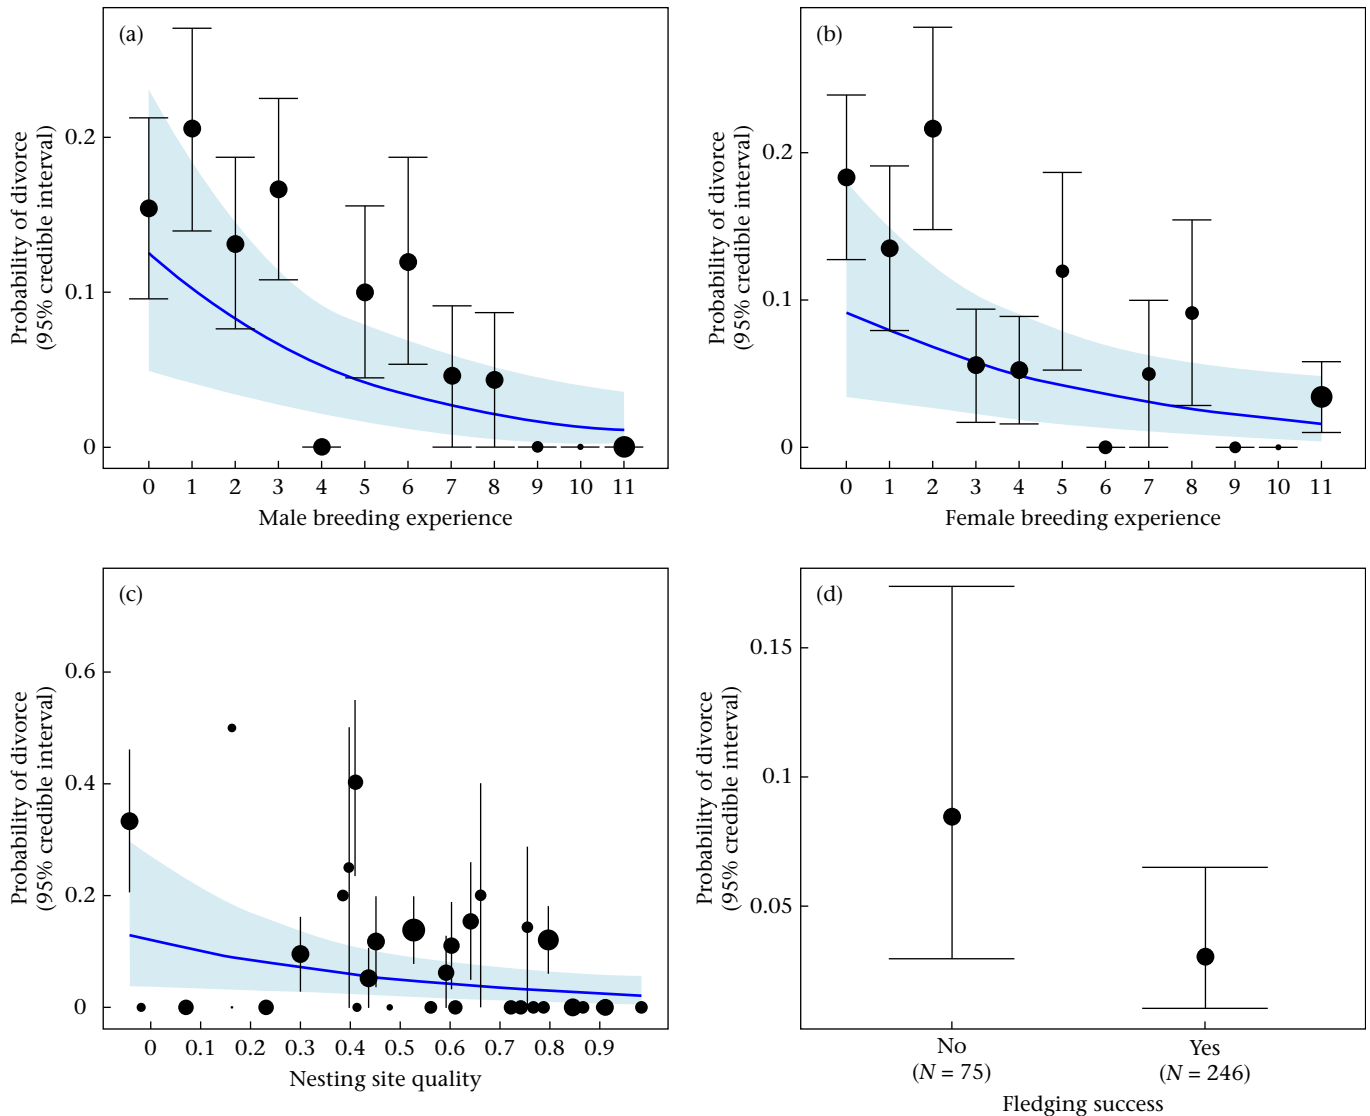 (a)
Probability of divorce
(95% credible interval)
0.2
0.1
0
0 1 2 3 4 5 6 7 8 9 10 11
Male breeding experience
(b)
Probability of divorce
(95% credible interval)
0.2
0.1
0
0 1 2 3 4 5 6 7 8 9 10 11
Female breeding experience
(c)
Probability of divorce
(95% credible interval)
0.6
0.4
0.2
0
0 0.1 0.2 0.3 0.4 0.5 0.6 0.7 0.8 0.9
Nesting site quality
(d)
Probability of divorce
(95% credible interval)
0.15
0.1
0.05
No Yes
(N = 75) (N = 246)
Fledging success